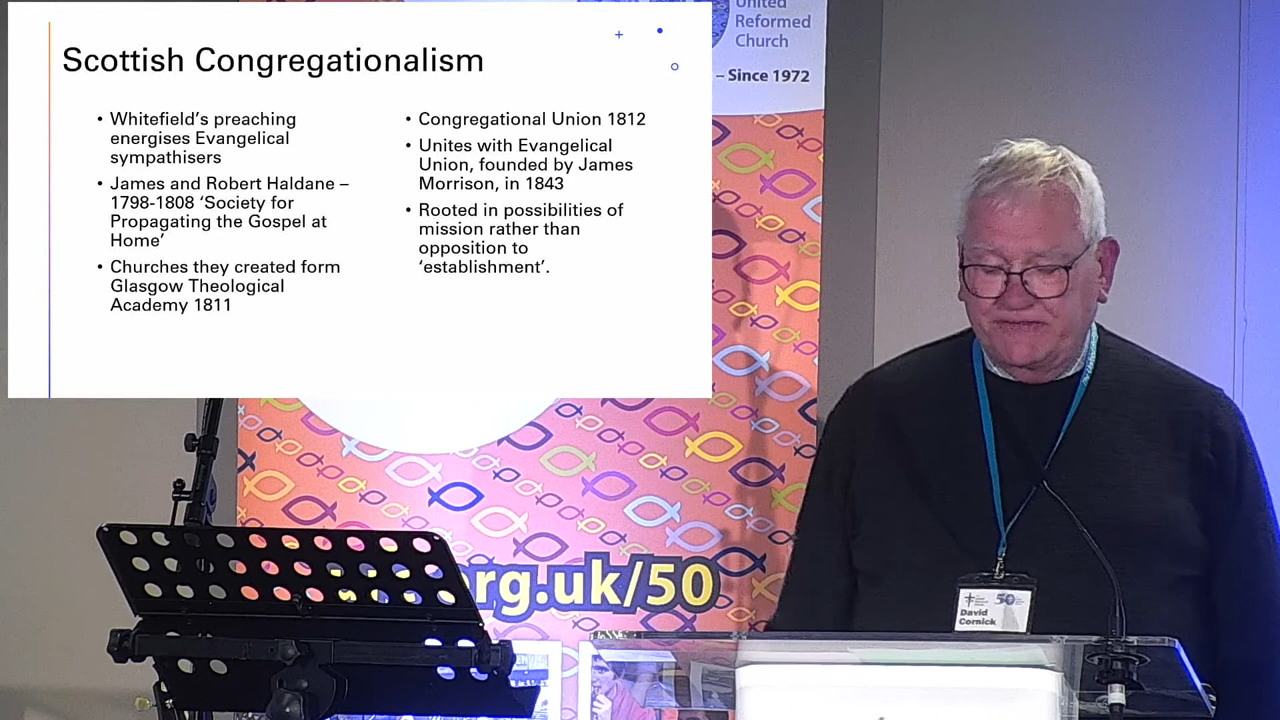 Scottish Congregationalism
• Whitefield's preaching
energises Evangelical
sympathisers
• James and Robert Haldane –
1798-1808 'Society for
Propagating the Gospel at
Home'
• Churches they created form
Glasgow Theological
Academy 1811
• Congregational Union 1812
• Unites with Evangelical
Union, founded by James
Morrison, in 1843
• Rooted in possibilities of
mission rather than
opposition to
'establishment'.
United
Reformed
Church
– Since 1972
rg.uk/50
50
David
Cornick